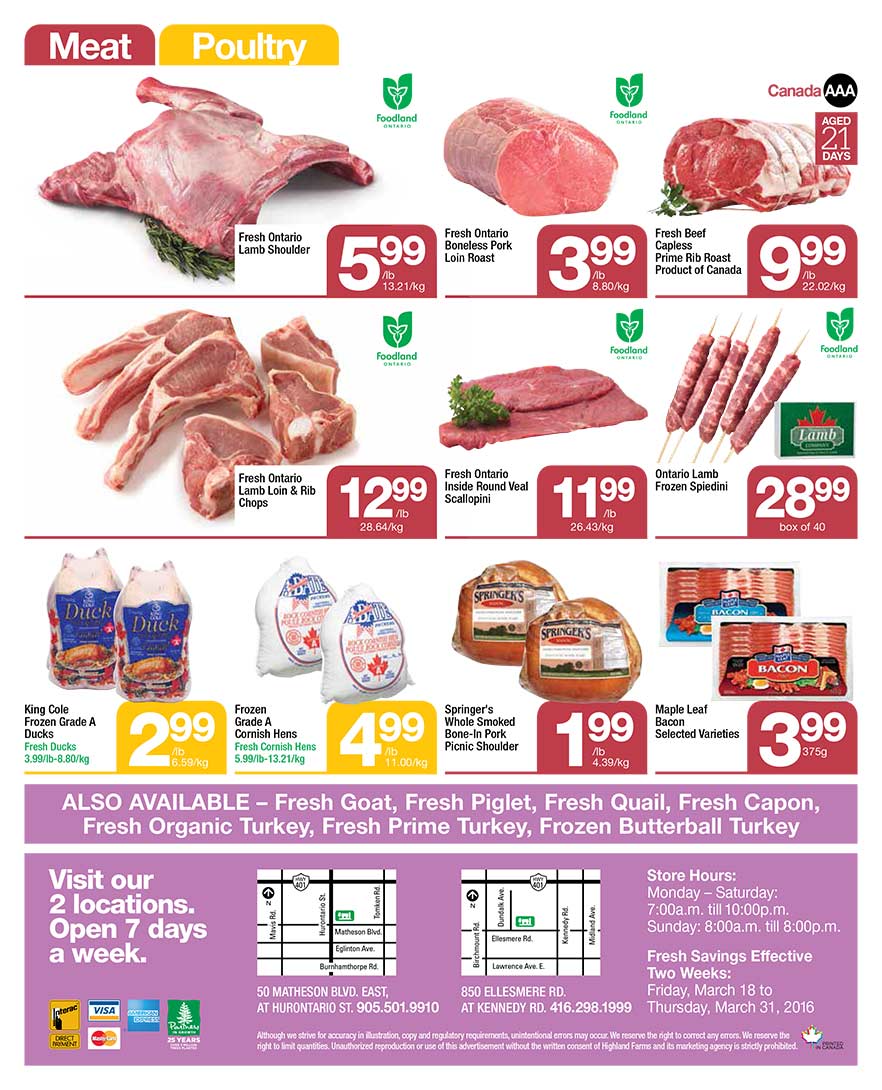 Meat
Poultry
Foodland
ONTARIO
Fresh Ontario
Lamb Shoulder
5.99
/lb
13.21/kg
Foodland
ONTARIO
Fresh Ontario
Boneless Pork
Loin Roast
3.99
/lb
8.80/kg
Canada AAA
AGED
21
DAYS
Fresh Beef
Capless
Prime Rib Roast
Product of Canada
9.99
/lb
22.02/kg
Foodland
ONTARIO
Fresh Ontario
Lamb Loin & Rib
Chops
12.99
/lb
28.64/kg
Foodland
ONTARIO
Fresh Ontario
Inside Round Veal
Scallopini
11.99
/lb
26.43/kg
Foodland
ONTARIO
Lamb
COMPANY
Ontario Lamb
Frozen Spiedini
28.99
box of 40
Duck
Duck
King Cole
Frozen Grade A
Ducks
Fresh Ducks
3.99/lb-8.80/kg
2.99
/lb
6.59/kg
PACKERS
ROCK CORNISH HEN
Frozen
Grade A
Cornish Hens
Fresh Cornish Hens
5.99/lb-13.21/kg
4.99
/lb
11.00/kg
SPRINGER'S
SPRINGER'S
Springer's
Whole Smoked
Bone-In Pork
Picnic Shoulder
1.99
/lb
4.39/kg
BACON
BACON
Maple Leaf
Bacon
Selected Varieties
3.99
375g
ALSO AVAILABLE – Fresh Goat, Fresh Piglet, Fresh Quail, Fresh Capon,
Fresh Organic Turkey, Fresh Prime Turkey, Frozen Butterball Turkey
Visit our
2 locations.
Open 7 days
a week.
Interac
DIRECT
PAYMENT
VISA
MasterCard
AMERICAN
EXPRESS
Partners
IN GROWTH
25 YEARS
HWY
401
N
Mavis Rd.
Hurontario St.
Tomken Rd.
Matheson Blvd.
Eglinton Ave.
Burnhamthorpe Rd.
50 MATHESON BLVD. EAST,
AT HURONTARIO ST. 905.501.9910
HWY
401
N
Birchmount Rd.
Dundalk Ave.
Kennedy Rd.
Midland Ave.
Ellesmere Rd.
Lawrence Ave. E.
850 ELLESMERE RD.
AT KENNEDY RD. 416.298.1999
Store Hours:
Monday – Saturday:
7:00a.m. till 10:00p.m.
Sunday: 8:00a.m. till 8:00p.m.
Fresh Savings Effective
Two Weeks:
Friday, March 18 to
Thursday, March 31, 2016
Although we strive for accuracy in illustration, copy and regulatory requirements, unintentional errors may occur. We reserve the right to correct any errors. We reserve the
right to limit quantities. Unauthorized reproduction or use of this advertisement without the written consent of Highland Farms and its marketing agency is strictly prohibited.
PRINTED
IN CANADA